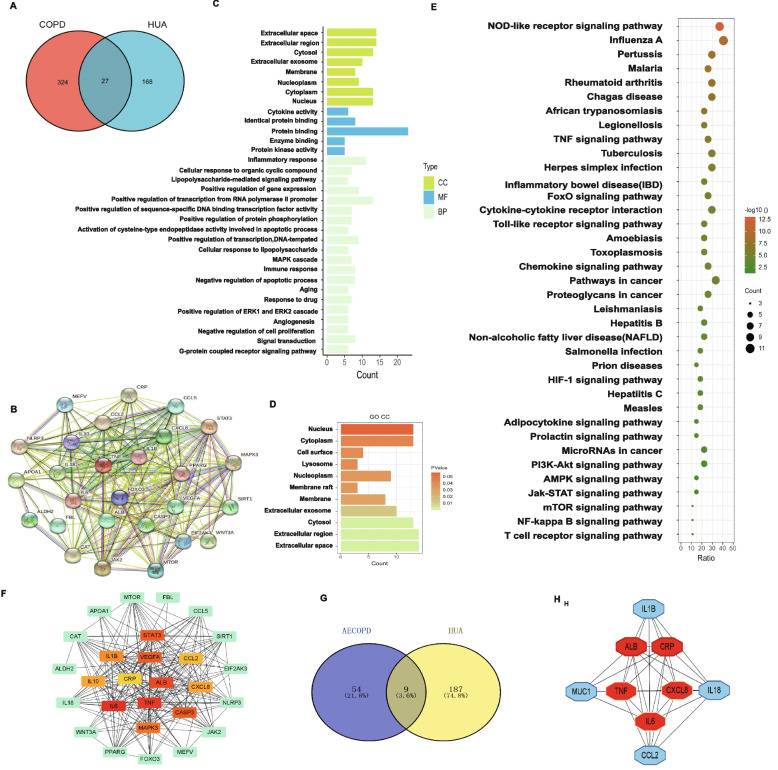 A
COPD
HUA
324
27
168
C
Extracellular space
Extracellular region
Cytosol
Extracellular exosome
Membrane
Nucleoplasm
Cytoplasm
Nucleus
Cytokine activity
Identical protein binding
Protein binding
Enzyme binding
Protein kinase activity
Inflammatory response
Cellular response to organic cyclic compound
Lipopolysaccharide-mediated signaling pathway
Positive regulation of gene expression
Positive regulation of transcription from RNA polymerase II promoter
Positive regulation of sequence-specific DNA binding transcription factor activity
Positive regulation of protein phosphorylation
Activation of cysteine-type endopeptidase activity involved in apoptotic process
Positive regulation of transcription,DNA-tempated
Cellular response to lipopolysaccharide
MAPK cascade
Immune response
Negative regulation of apoptotic process
Aging
Response to drug
Positive regulation of ERK1 and ERK2 cascade
Angiogenesis
Negative regulation of cell proliferation
Signal transduction
G-protein coupled receptor signaling pathway
0 5 10 15 20
Count
Type
CC
MF
BP
E
NOD-like receptor signaling pathway
Influenza A
Pertussis
Malaria
Rheumatoid arthritis
Chagas disease
African trypanosomiasis
Legionellosis
TNF signaling pathway
Tuberculosis
Herpes simplex infection
Inflammatory bowel disease(IBD)
FoxO signaling pathway
Cytokine-cytokine receptor interaction
Toll-like receptor signaling pathway
Amoebiasis
Toxoplasmosis
Chemokine signaling pathway
Pathways in cancer
Proteoglycans in cancer
Leishmaniasis
Hepatitis B
Non-alcoholic fatty liver disease(NAFLD)
Salmonella infection
Prion diseases
HIF-1 signaling pathway
Hepatitis C
Measles
Adipocytokine signaling pathway
Prolactin signaling pathway
MicroRNAs in cancer
PI3K-Akt signaling pathway
AMPK signaling pathway
Jak-STAT signaling pathway
mTOR signaling pathway
NF-kappa B signaling pathway
T cell receptor signaling pathway
0 10 20 30 40 50
Ratio
-log10 ()
12.5
10.0
7.5
5.0
2.5
Count
3
5
7
9
11
B
CRP
MEFV
CCL5
CCL2
STAT3
CXCL8
NLRP3
IL10
IL1B
TNF
MAPK3
PPARG
APOA1
IL18
FOXO3
IL6
VEGFA
SIRT1
ALB
ALDH2
FBL
CASP3
EIF2AK3
WNT3A
CAT
JAK2
MTOR
D
GO CC
Nucleus
Cytoplasm
Cell surface
Lysosome
Nucleoplasm
Membrane raft
Membrane
Extracellular exosome
Cytosol
Extracellular region
Extracellular space
0 5 10
Count
PValue
0.05
0.04
0.03
0.02
0.01
F
MTOR
FBL
APOA1
CCL5
CAT
STAT3
SIRT1
IL1B
VEGFA
CCL2
ALDH2
EIF2AK3
CRP
ALB
IL10
CXCL8
IL18
IL6
TNF
NLRP3
CASP3
MAPK3
WNT3A
JAK2
PPARG
MEFV
FOXO3
G
AECOPD
HUA
54
(21.6%)
9
(3.6%)
187
(74.8%)
H H
IL1B
ALB
CRP
MUC1
TNF
CXCL8
IL18
IL6
CCL2